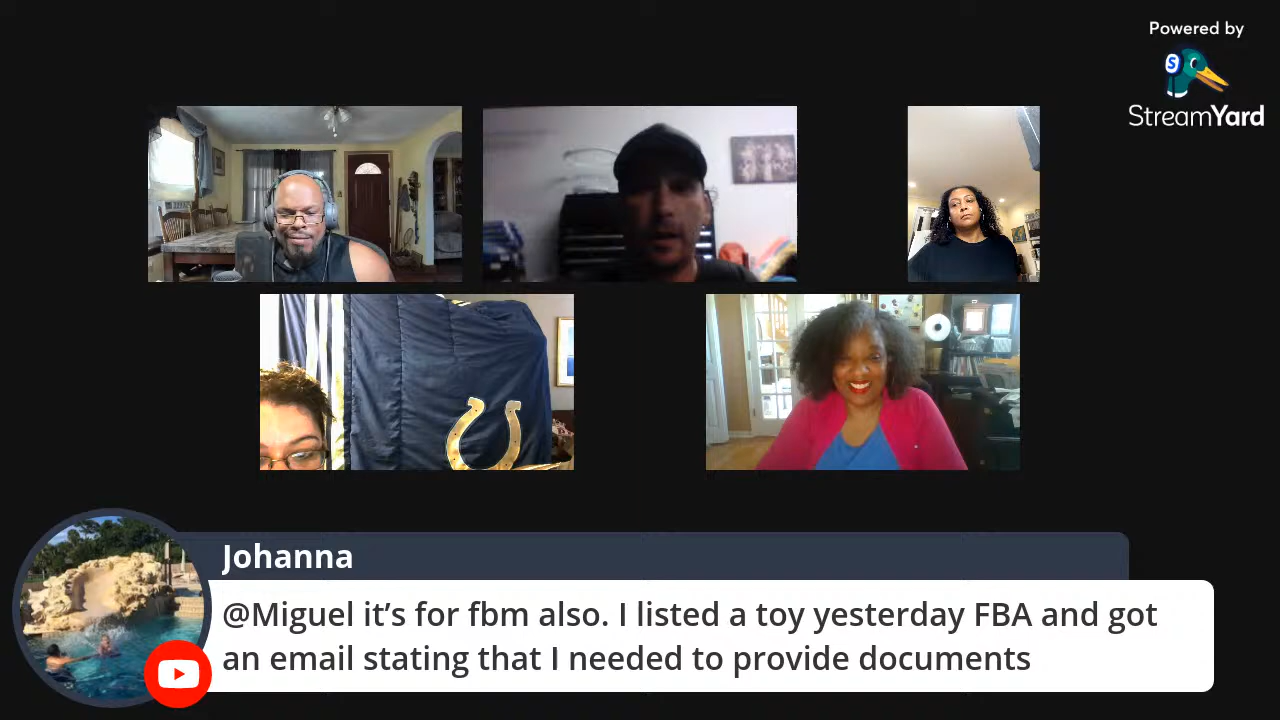 Powered by
StreamYard
Johanna
@Miguel it’s for fbm also. I listed a toy yesterday FBA and got
an email stating that I needed to provide documents